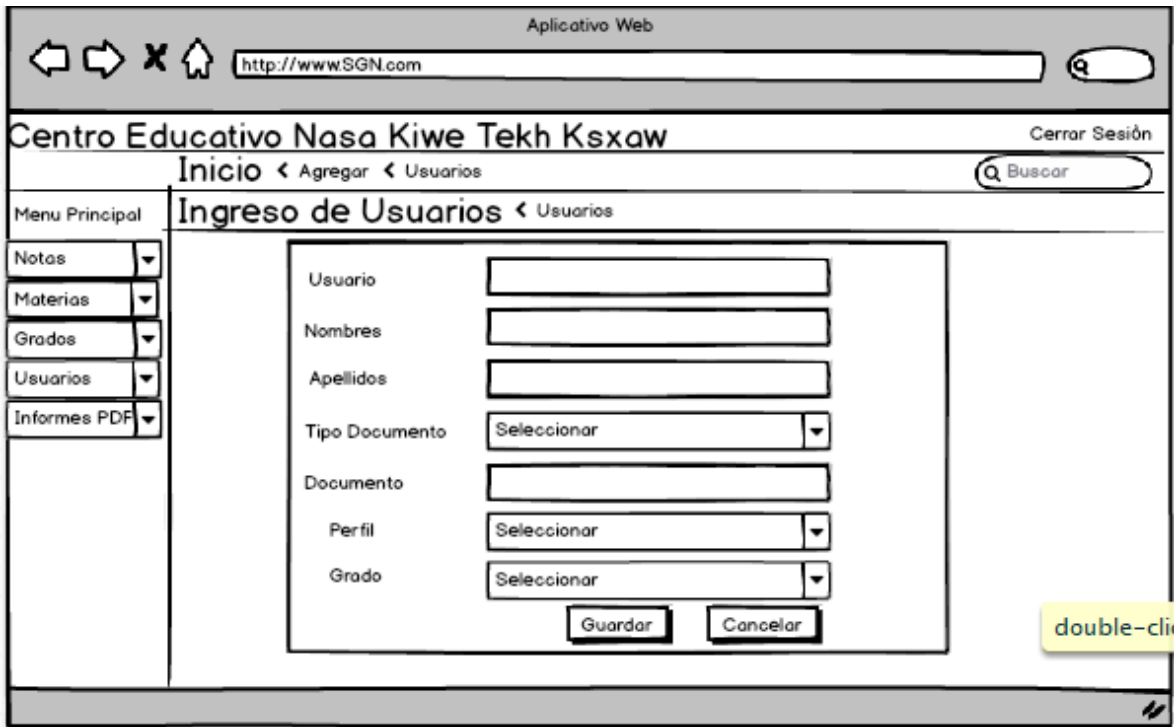 Aplicativo Web
http://www.SGN.com
Centro Educativo Nasa Kiwe Tekh Ksxaw
Cerrar Sesiòn
Inicio < Agregar < Usuarios
Buscar
Menu Principal
Ingreso de Usuarios < Usuarios
Notas
Materias
Grados
Usuarios
Informes PDF
Usuario
Nombres
Apellidos
Tipo Documento Seleccionar
Documento
Perfil Seleccionar
Grado Seleccionar
Guardar Cancelar
double-cli